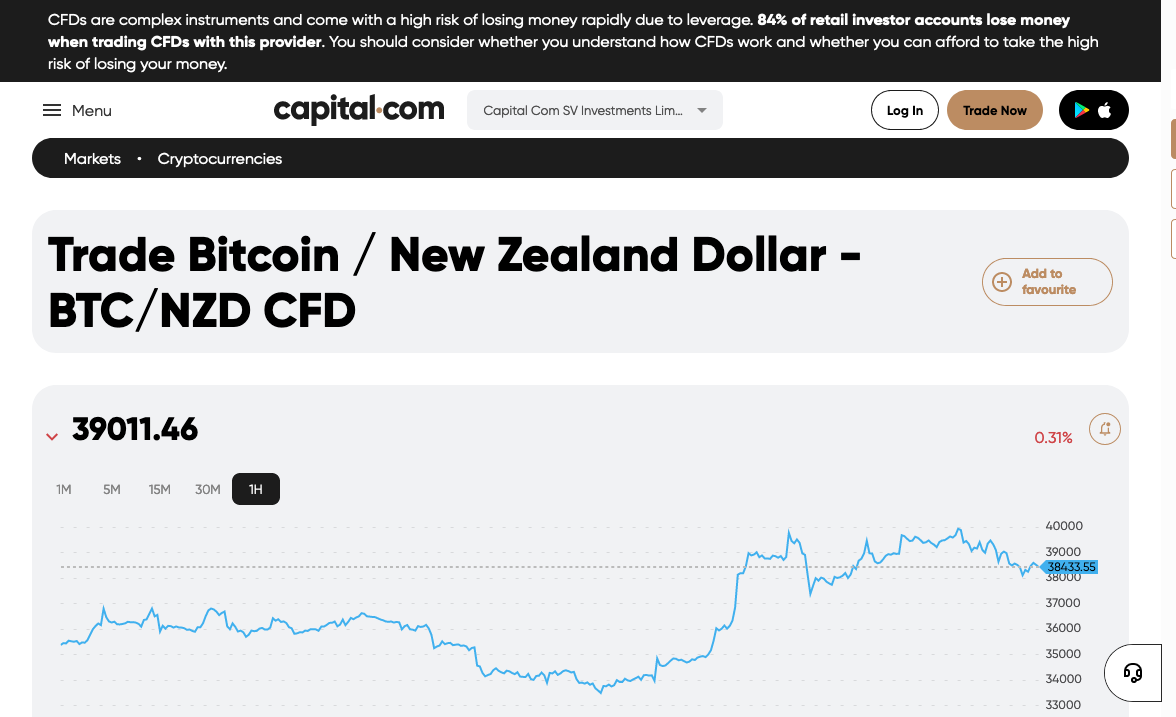 CFDs are complex instruments and come with a high risk of losing money rapidly due to leverage. 84% of retail investor accounts lose money
when trading CFDs with this provider. You should consider whether you understand how CFDs work and whether you can afford to take the high
risk of losing your money.
Menu
capital.com
Capital Com SV Investments Lim...
Log In
Trade Now
Markets • Cryptocurrencies
Trade Bitcoin / New Zealand Dollar -
BTC/NZD CFD
Add to
favourite
39011.46
0.31%
1M 5M 15M 30M 1H
40000
39000
38433.55
38000
37000
36000
35000
34000
33000